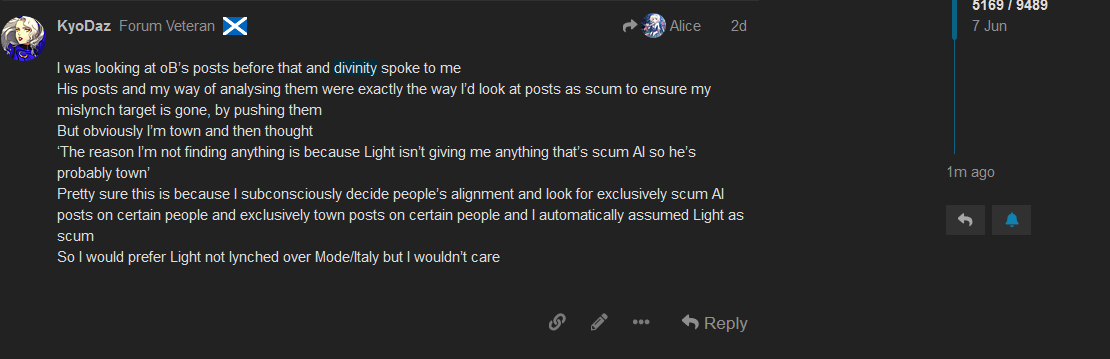 5169 / 9489
KyoDaz Forum Veteran Alice 2d
7 Jun
I was looking at oB's posts before that and divinity spoke to me
His posts and my way of analysing them were exactly the way I'd look at posts as scum to ensure my
mislynch target is gone, by pushing them
But obviously I'm town and then thought
'The reason I'm not finding anything is because Light isn't giving me anything that's scum AI so he's
probably town'
1m ago
Pretty sure this is because I subconsciously decide people's alignment and look for exclusively scum AI
posts on certain people and exclusively town posts on certain people and I automatically assumed Light as
scum
So I would prefer Light not lynched over Mode/Italy but I wouldn't care
Reply